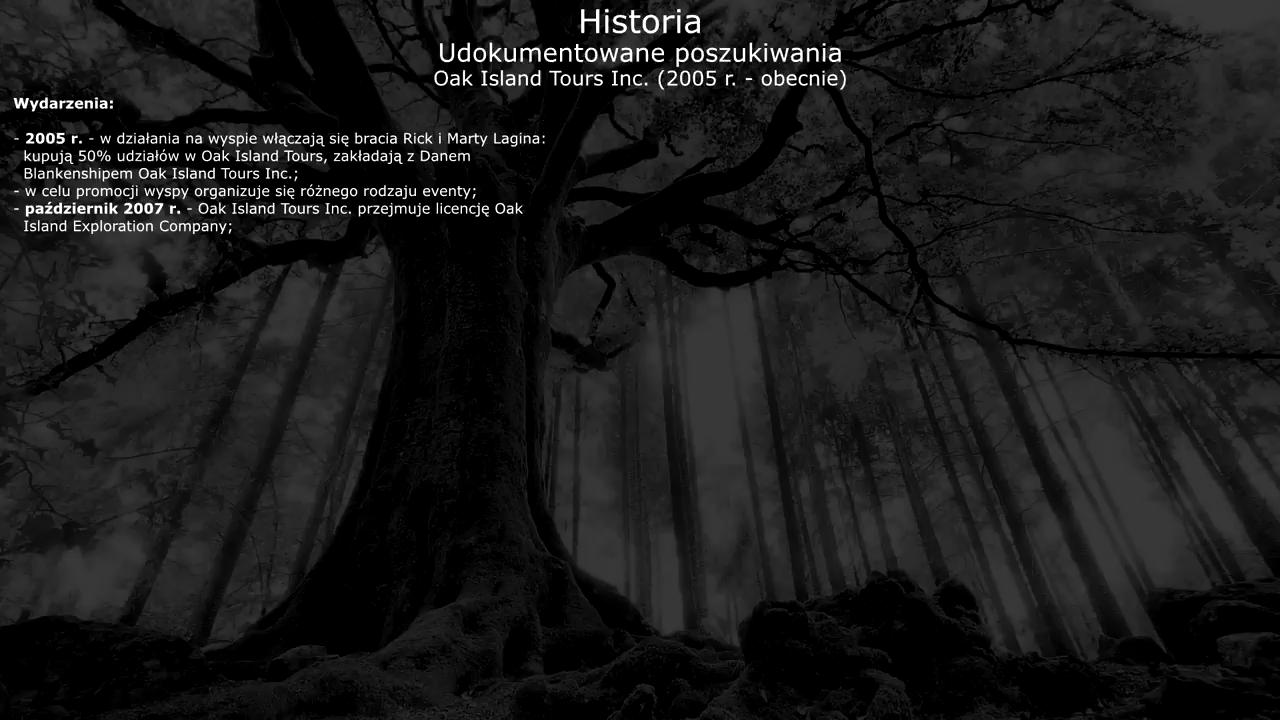 Historia
Udokumentowane poszukiwania
Oak Island Tours Inc. (2005 r. - obecnie)
Wydarzenia:
- 2005 r. - w działania na wyspie włączają się bracia Rick i Marty Lagina:
kupują 50% udziałów w Oak Island Tours, zakładają z Danem
Blankenshipem Oak Island Tours Inc.;
- w celu promocji wyspy organizuje się różnego rodzaju eventy;
- październik 2007 r. - Oak Island Tours Inc. przejmuje licencję Oak
Island Exploration Company;